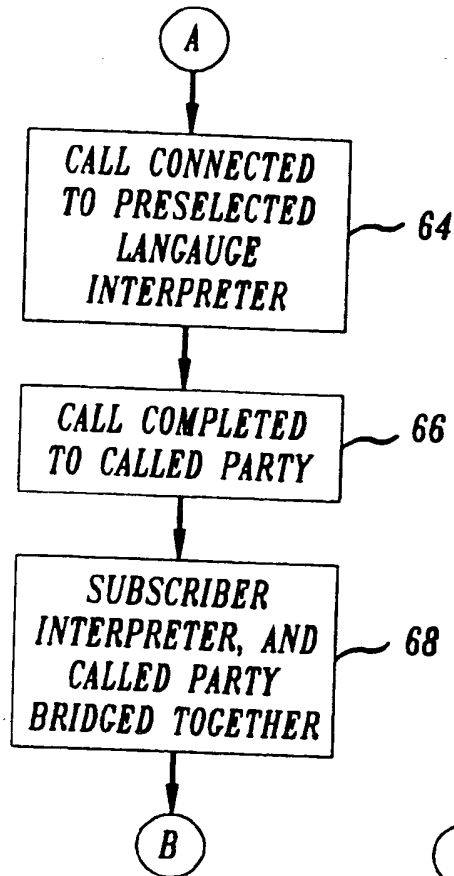 A
CALL CONNECTED
TO PRESELECTED
LANGAUGE
INTERPRETER
64
CALL COMPLETED
TO CALLED PARTY
66
SUBSCRIBER
INTERPRETER, AND
CALLED PARTY
BRIDGED TOGETHER
68
B